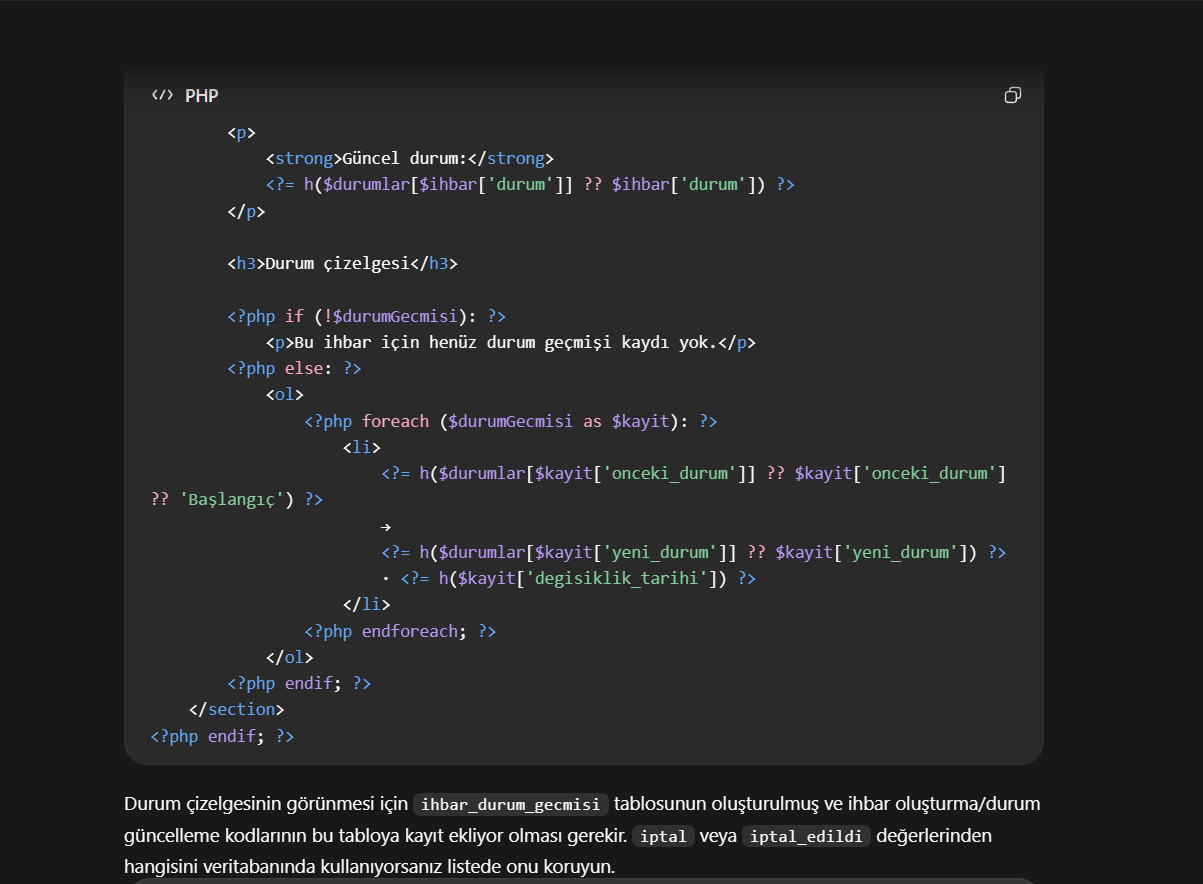 </> PHP
<p>
<strong>Güncel durum:</strong>
<?= h($durumlar[$ihbar['durum']] ?? $ihbar['durum']) ?>
</p>
<h3>Durum çizelgesi</h3>
<?php if (!$durumGecmisi): ?>
<p>Bu ihbar için henüz durum geçmişi kaydı yok.</p>
<?php else: ?>
<ol>
<?php foreach ($durumGecmisi as $kayit): ?>
<li>
<?= h($durumlar[$kayit['onceki_durum']] ?? $kayit['onceki_durum']
?? 'Başlangıç') ?>
→
<?= h($durumlar[$kayit['yeni_durum']] ?? $kayit['yeni_durum']) ?>
· <?= h($kayit['degisiklik_tarihi']) ?>
</li>
<?php endforeach; ?>
</ol>
<?php endif; ?>
</section>
<?php endif; ?>
Durum çizelgesinin görünmesi için ihbar_durum_gecmisi tablosunun oluşturulmuş ve ihbar oluşturma/durum
güncelleme kodlarının bu tabloya kayıt ekliyor olması gerekir. iptal veya iptal_edildi değerlerinden
hangisini veritabanında kullanıyorsanız listede onu koruyun.